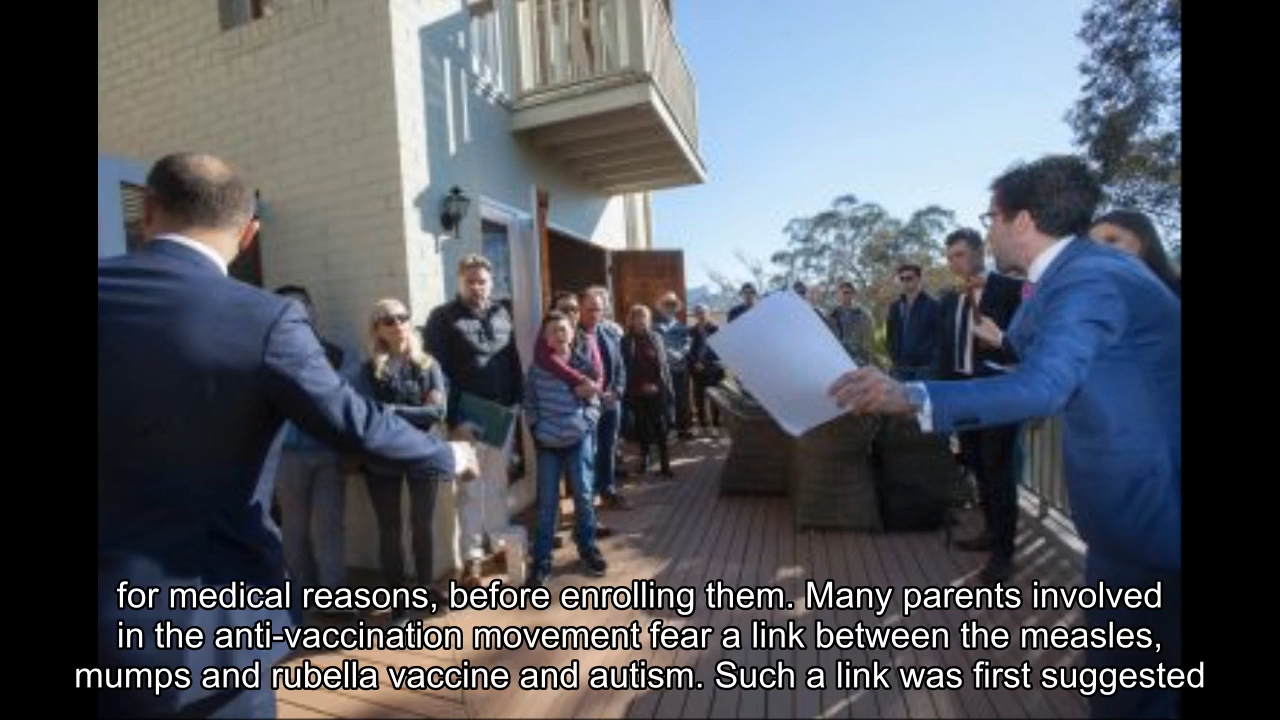 for medical reasons, before enrolling them. Many parents involved
in the anti-vaccination movement fear a link between the measles,
mumps and rubella vaccine and autism. Such a link was first suggested